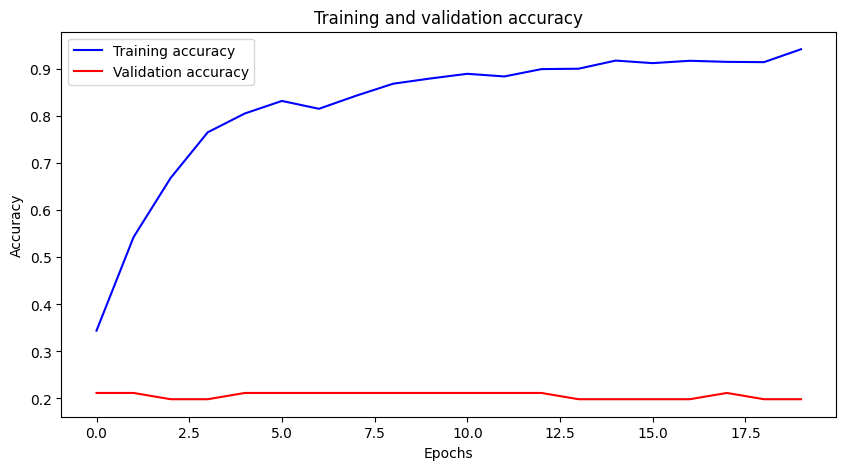 Training and validation accuracy
Training accuracy
Validation accuracy
Accuracy
0.9
0.8
0.7
0.6
0.5
0.4
0.3
0.2
0.0 2.5 5.0 7.5 10.0 12.5 15.0 17.5
Epochs